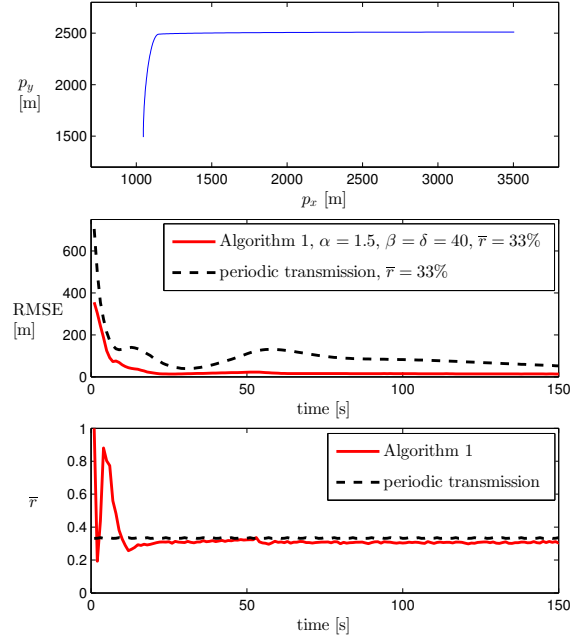 2500
2000
1500
p_y
[m]
1000 1500 2000 2500 3000 3500
p_x [m]
600
400
200
0
RMSE
[m]
Algorithm 1, α = 1.5, β = δ = 40, r̅ = 33%
periodic transmission, r̅ = 33%
0 50 100 150
time [s]
1
0.8
0.6
0.4
0.2
0
r̅
Algorithm 1
periodic transmission
0 50 100 150
time [s]